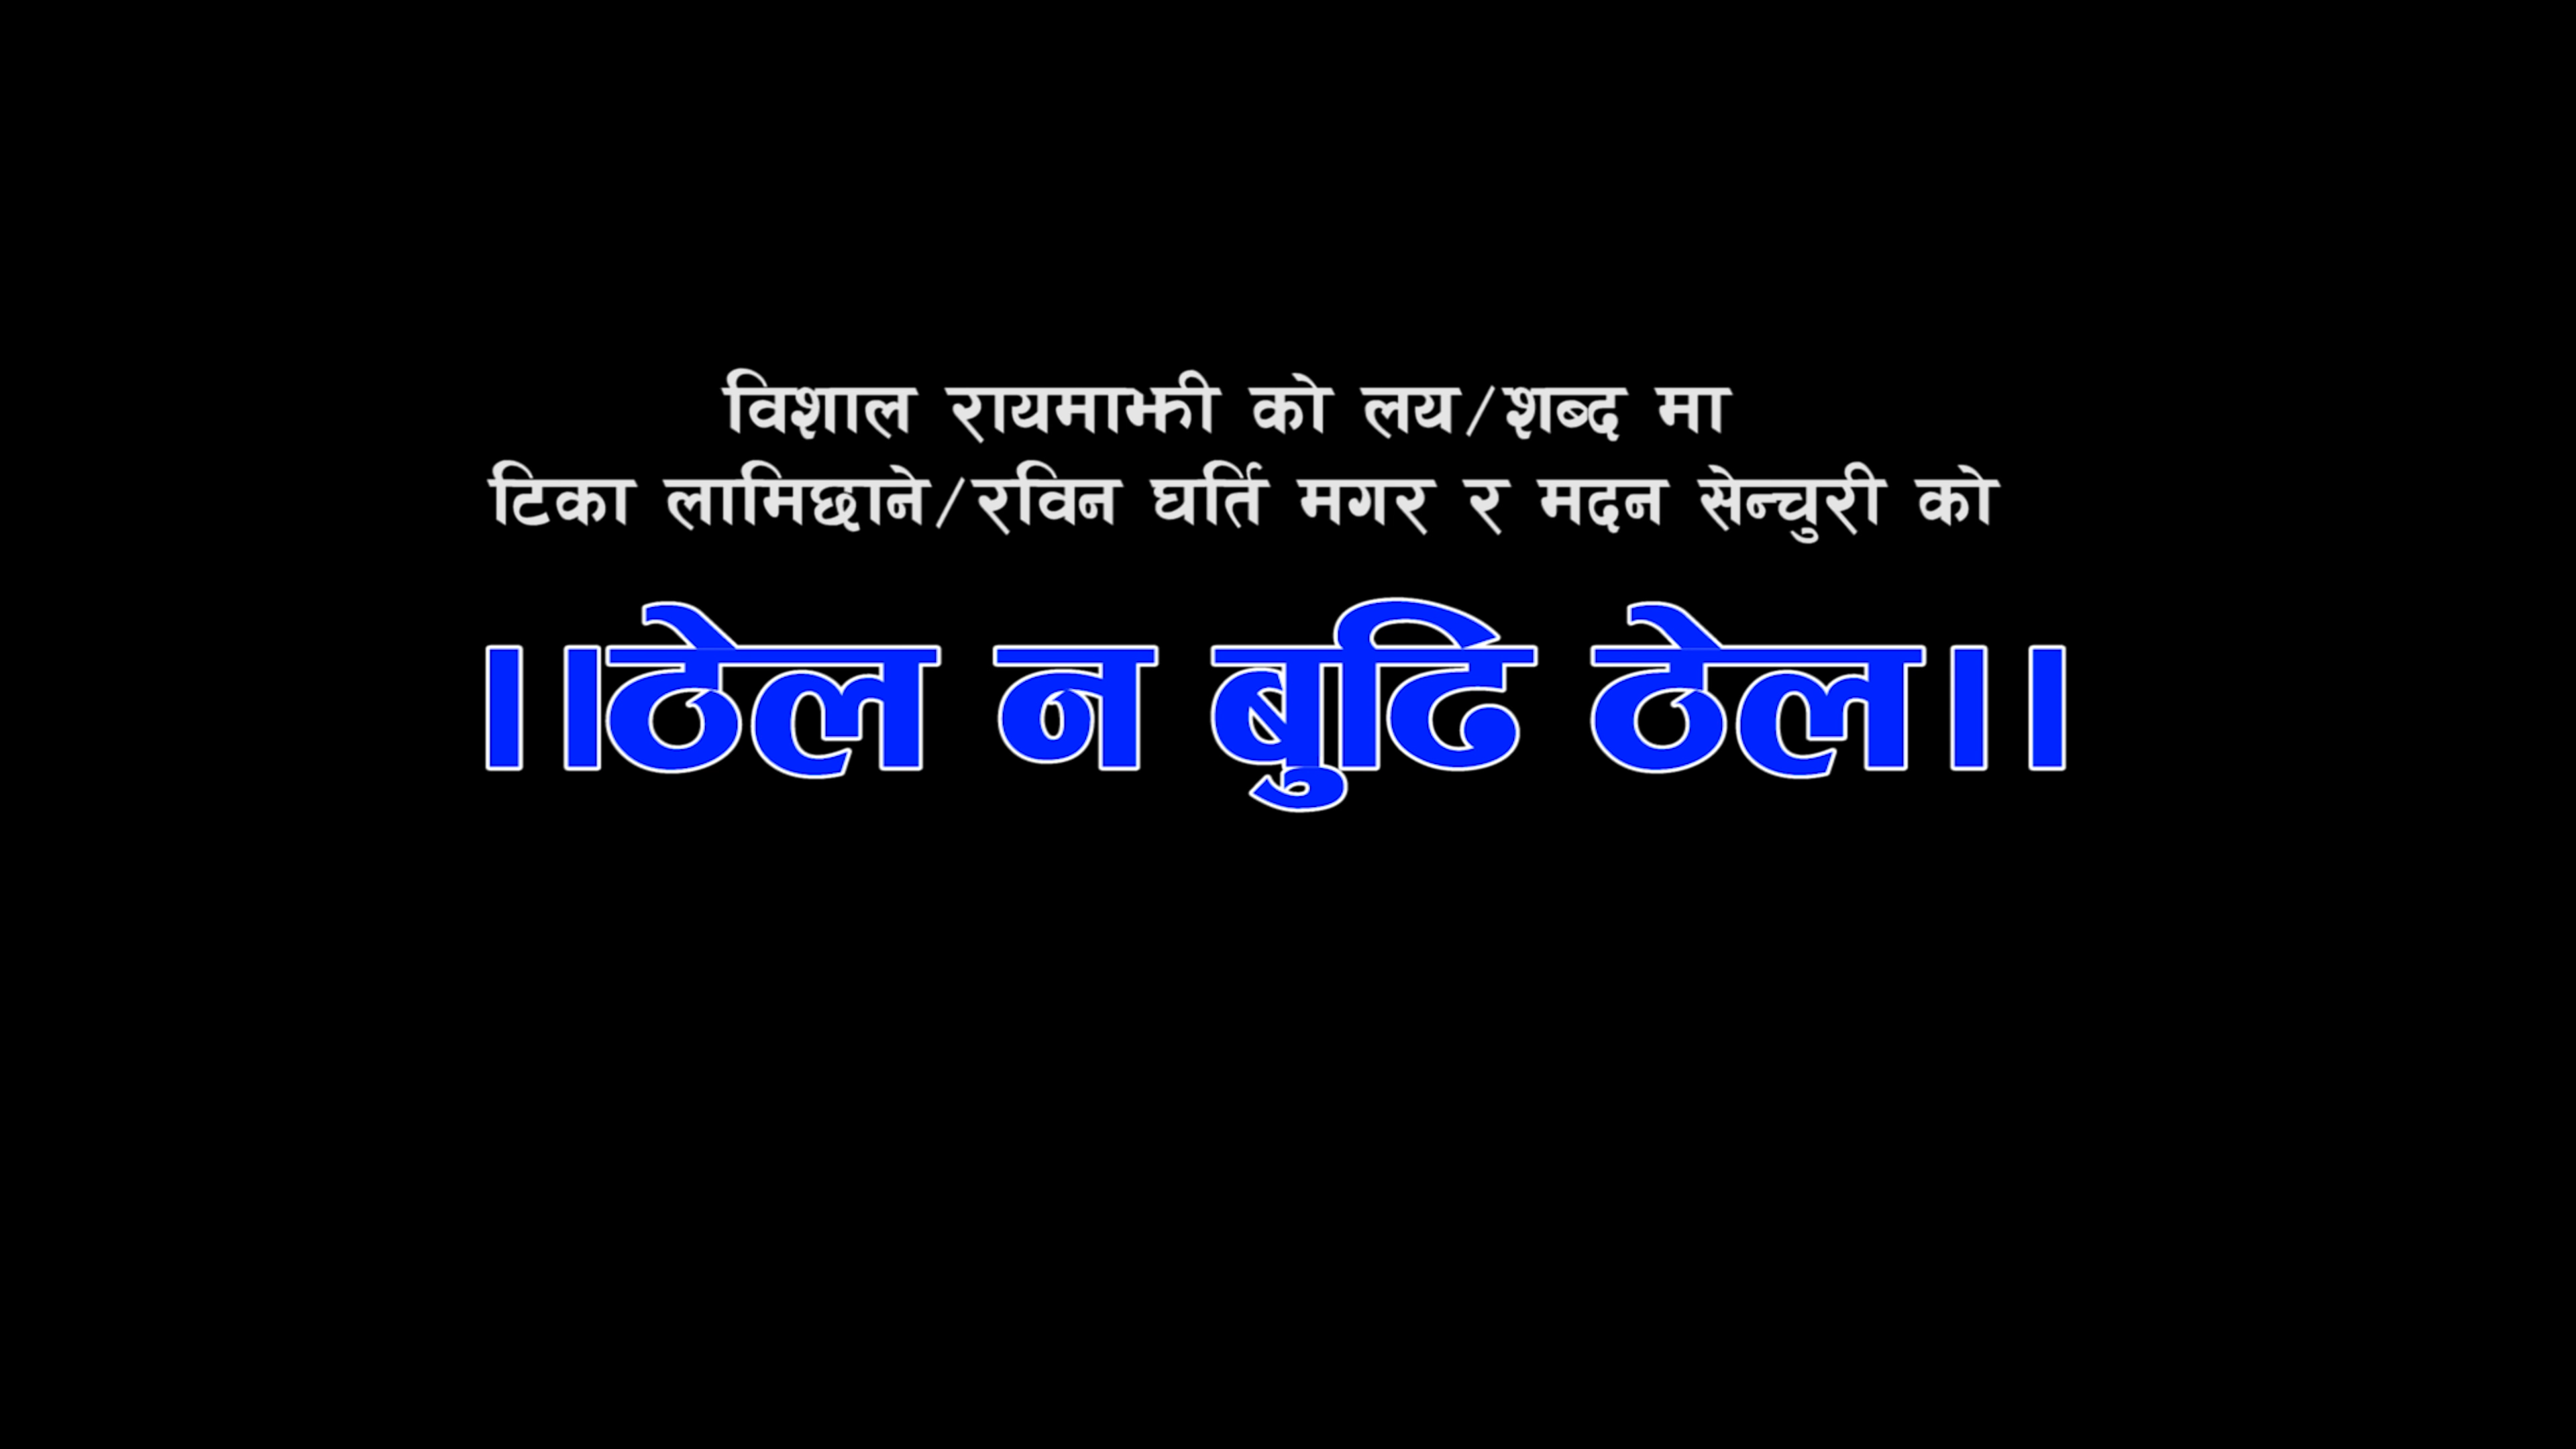 विशाल रायमाझी को लय/शब्द मा
टिका लामिछाने/रविन घर्ति मगर र मदन सेन्चुरी को
।।ठेल न बुढि ठेल।।